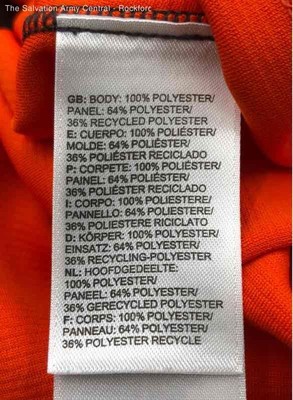 The Salvation Army Central - Rockford
GB: BODY: 100% POLYESTER/
PANEL: 64% POLYESTER/
36% RECYCLED POLYESTER
E: CUERPO: 100% POLIÉSTER/
MOLDE: 64% POLIÉSTER/
36% POLIÉSTER RECICLADO
P: CORPETE: 100% POLIÉSTER/
PAINEL: 64% POLIÉSTER/
36% POLIÉSTER RECICLADO
I: CORPO: 100% POLIESTERE/
PANNELLO: 64% POLIESTERE/
36% POLIESTERE RICICLATO
D: KÖRPER: 100% POLYESTER/
EINSATZ: 64% POLYESTER/
36% RECYCLING-POLYESTER
NL: HOOFDGEDEELTE:
100% POLYESTER/
PANEEL: 64% POLYESTER/
36% GERECYCLED POLYESTER
F: CORPS: 100% POLYESTER/
PANNEAU: 64% POLYESTER/
36% POLYESTER RECYCLE